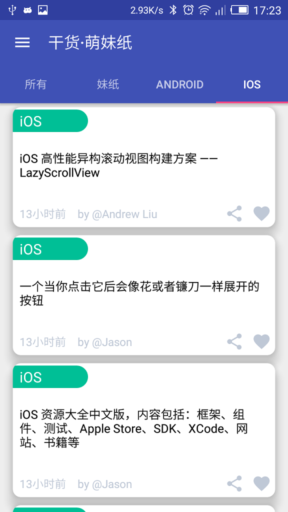 2.93K/s 17:23
干货·萌妹纸
所有 妹纸 ANDROID IOS
iOS
iOS 高性能异构滚动视图构建方案 ——
LazyScrollView
13小时前 by @Andrew Liu
iOS
一个当你点击它后会像花或者镰刀一样展开的
按钮
13小时前 by @Jason
iOS
iOS 资源大全中文版，内容包括：框架、组
件、测试、Apple Store、SDK、XCode、网
站、书籍等
13小时前 by @Jason